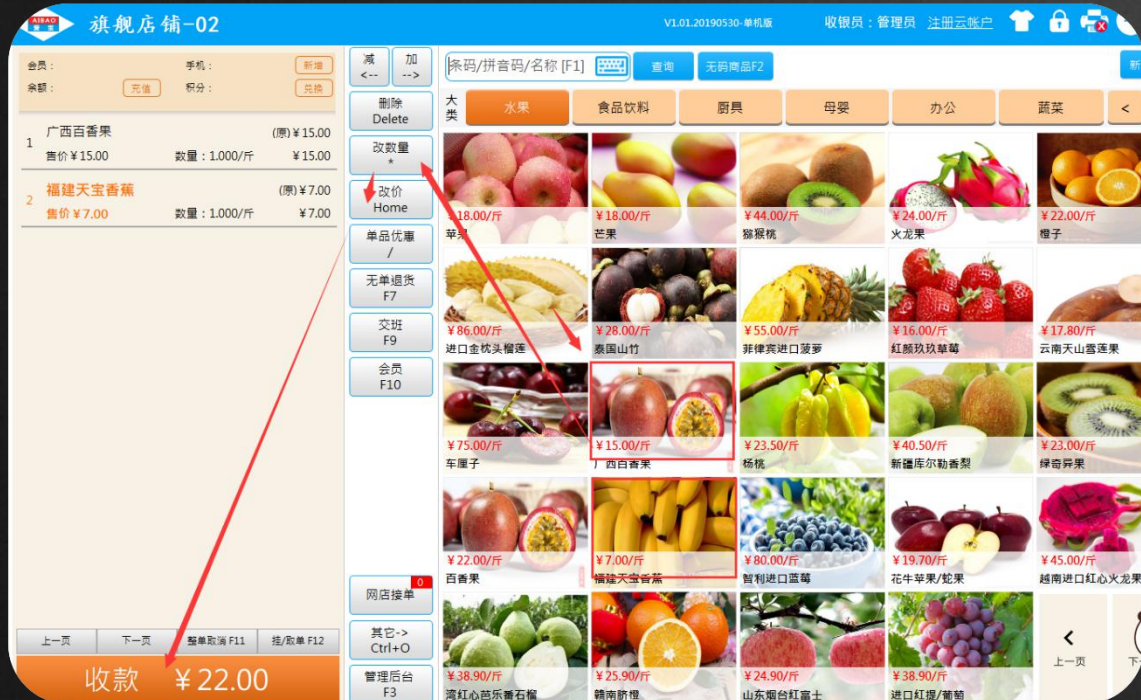 AIBAO
旗舰店铺-02
V1.01.20190530-单机版
收银员：管理员 注册云帐户
会员：
手机：
新增
余额：
充值
积分：
兑换
1 广西百香果 (原)￥15.00
售价￥15.00 数量：1.000/斤 ￥15.00
2 福建天宝香蕉 (原)￥7.00
售价￥7.00 数量：1.000/斤 ￥7.00
上一页 下一页 整单取消 F11 挂/取单 F12
收款 ￥22.00
减 加
<-- -->
删除
Delete
改数量
*
改价
Home
单品优惠
/
无单退货
F7
交班
F9
会员
F10
0
网店接单
其它->
Ctrl+O
管理后台
F3
条码/拼音码/名称 [F1] 查询 无码商品F2 新
大类 水果 食品饮料 厨具 母婴 办公 蔬菜 <
￥18.00/斤 ￥18.00/斤 ￥44.00/斤 ￥24.00/斤 ￥22.00/斤
苹果 芒果 猕猴桃 火龙果 橙子
￥86.00/斤 ￥28.00/斤 ￥55.00/斤 ￥16.00/斤 ￥17.80/斤
进口金枕头榴莲 泰国山竹 菲律宾进口菠萝 红颜玖玖草莓 云南天山雪莲果
￥75.00/斤 ￥15.00/斤 ￥23.50/斤 ￥40.50/斤 ￥23.00/斤
车厘子 广西百香果 杨桃 新疆库尔勒香梨 绿奇异果
￥22.00/斤 ￥7.00/斤 ￥80.00/斤 ￥19.70/斤 ￥45.00/斤
百香果 福建天宝香蕉 智利进口蓝莓 花牛苹果/蛇果 越南进口红心火龙果
￥38.90/斤 ￥25.90/斤 ￥24.90/斤 ￥38.90/斤
湾红心芭乐番石榴 赣南脐橙 山东烟台红富士 进口红提/葡萄
<
上一页 下